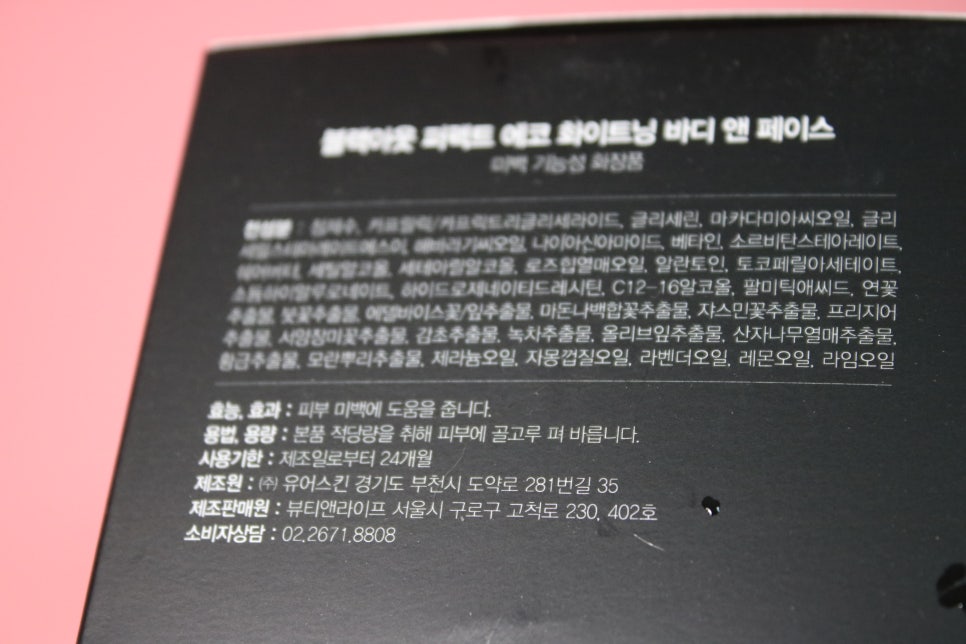 블랙아웃 퍼펙트 에코 화이트닝 바디 앤 페이스
미백 기능성 화장품
전성분 : 정제수, 카프릴릭/카프릭트리글리세라이드, 글리세린, 마카다미아씨오일, 글리
세릴스테아레이트에스이, 해바라기씨오일, 나이아신아마이드, 베타인, 소르비탄스테아레이트,
쉐어버터, 세틸알코올, 세테아릴알코올, 로즈힙열매오일, 알란토인, 토코페릴아세테이트,
소듐하이알루로네이트, 하이드로제네이티드레시틴, C12-16알코올, 팔미틱애씨드, 연꽃
추출물, 붓꽃추출물, 에델바이스꽃/잎추출물, 마돈나백합꽃추출물, 쟈스민꽃추출물, 프리지어
추출물, 서양장미꽃추출물, 감초추출물, 녹차추출물, 올리브잎추출물, 산자나무열매추출물,
황금추출물, 모란뿌리추출물, 제라늄오일, 자몽껍질오일, 라벤더오일, 레몬오일, 라임오일
효능, 효과 : 피부 미백에 도움을 줍니다.
용법, 용량 : 본품 적당량을 취해 피부에 골고루 펴 바릅니다.
사용기한 : 제조일로부터 24개월
제조원 : ㈜ 유어스킨 경기도 부천시 도약로 281번길 35
제조판매원 : 뷰티앤라이프 서울시 구로구 고척로 230, 402호
소비자상담 : 02.2671.8808